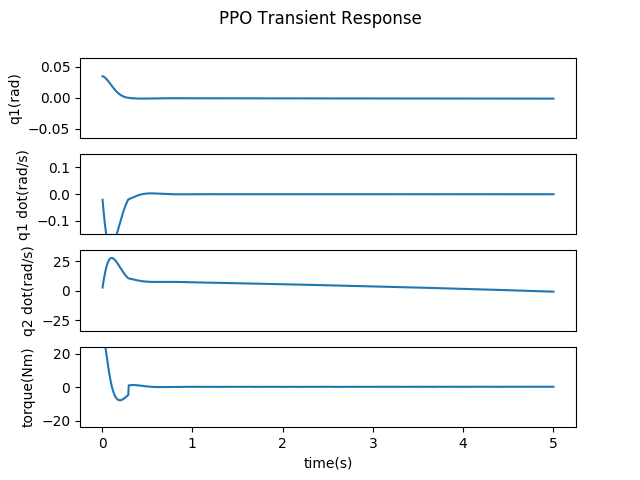 PPO Transient Response
q1(rad)
0.05
0.00
−0.05
q1 dot(rad/s)
0.1
0.0
−0.1
q2 dot(rad/s)
25
0
−25
torque(Nm)
20
0
−20
0 1 2 3 4 5
time(s)